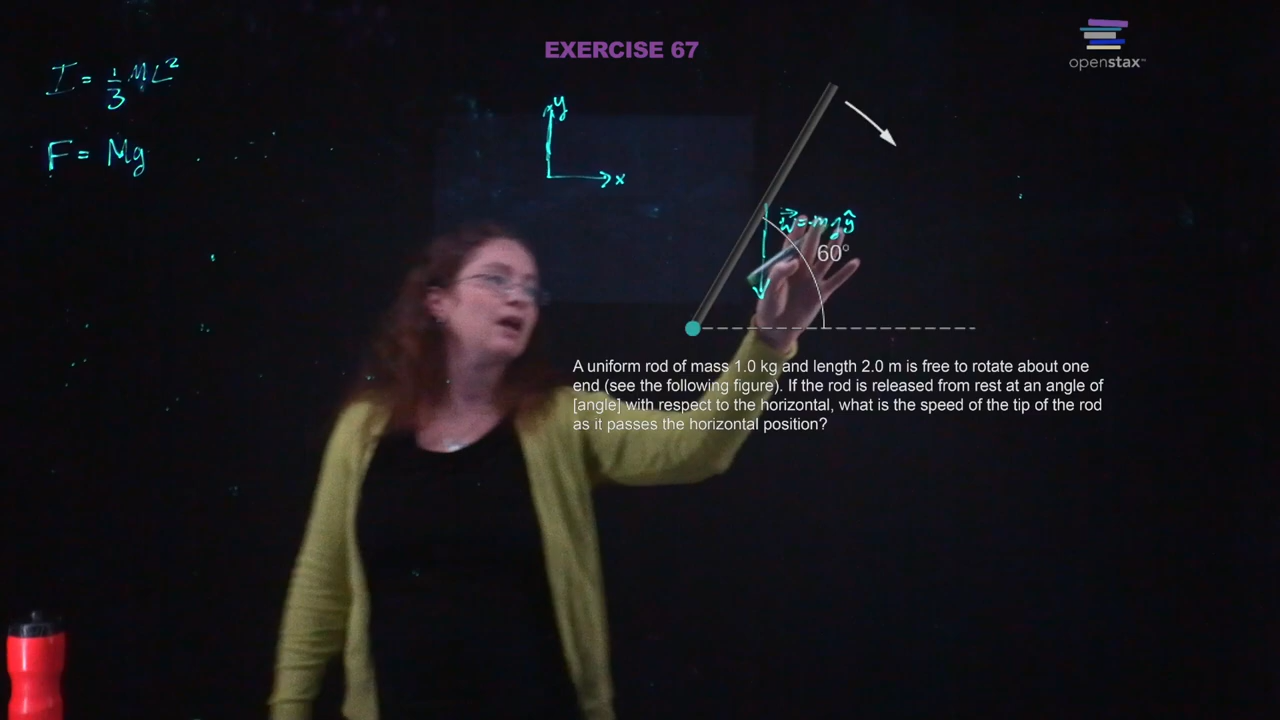 EXERCISE 67
openstax™
I = 1/3 ML²
F = Mg
y
x
w⃗ = -mgŷ
60°
A uniform rod of mass 1.0 kg and length 2.0 m is free to rotate about one
end (see the following figure). If the rod is released from rest at an angle of
[angle] with respect to the horizontal, what is the speed of the tip of the rod
as it passes the horizontal position?